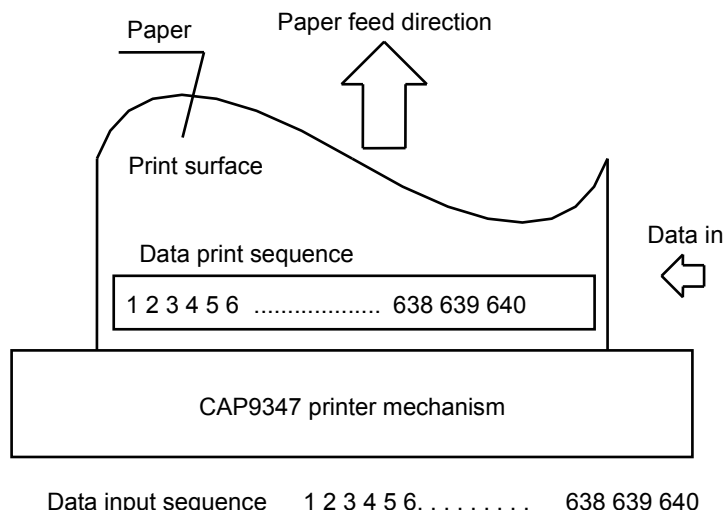 Paper
Paper feed direction
Print surface
Data in
Data print sequence
1 2 3 4 5 6 ................... 638 639 640
CAP9347 printer mechanism
Data input sequence 1 2 3 4 5 6. . . . . . . . . 638 639 640